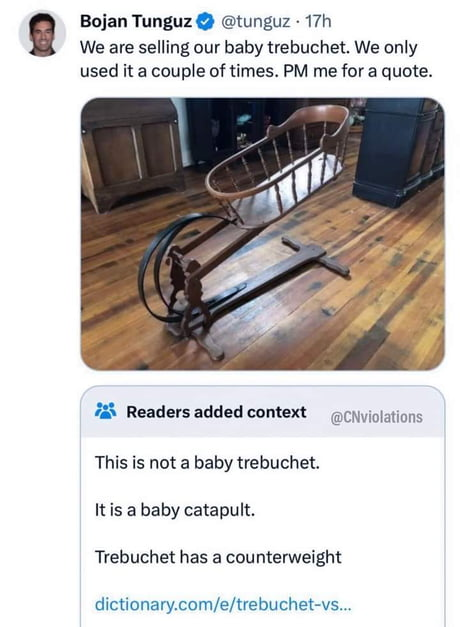 Bojan Tunguz @tunguz · 17h
We are selling our baby trebuchet. We only
used it a couple of times. PM me for a quote.
Readers added context @CNviolations
This is not a baby trebuchet.
It is a baby catapult.
Trebuchet has a counterweight
dictionary.com/e/trebuchet-vs...